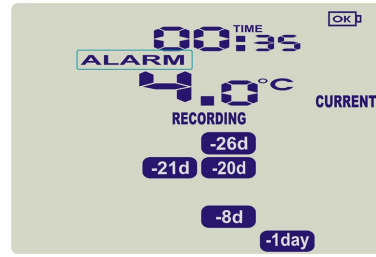 OK
TIME
00:35
ALARM
4.0°C
CURRENT
RECORDING
-26d
-21d -20d
-8d
-1day